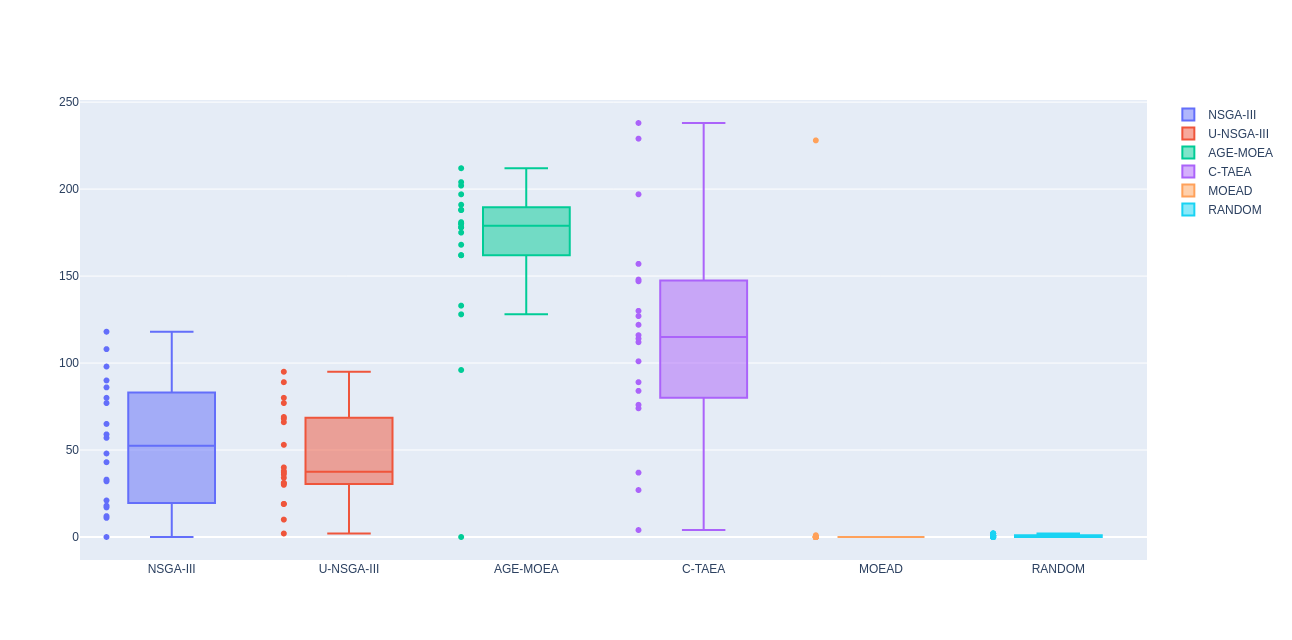 250
200
150
100
50
0
NSGA-III
U-NSGA-III
AGE-MOEA
C-TAEA
MOEAD
RANDOM
NSGA-III
U-NSGA-III
AGE-MOEA
C-TAEA
MOEAD
RANDOM